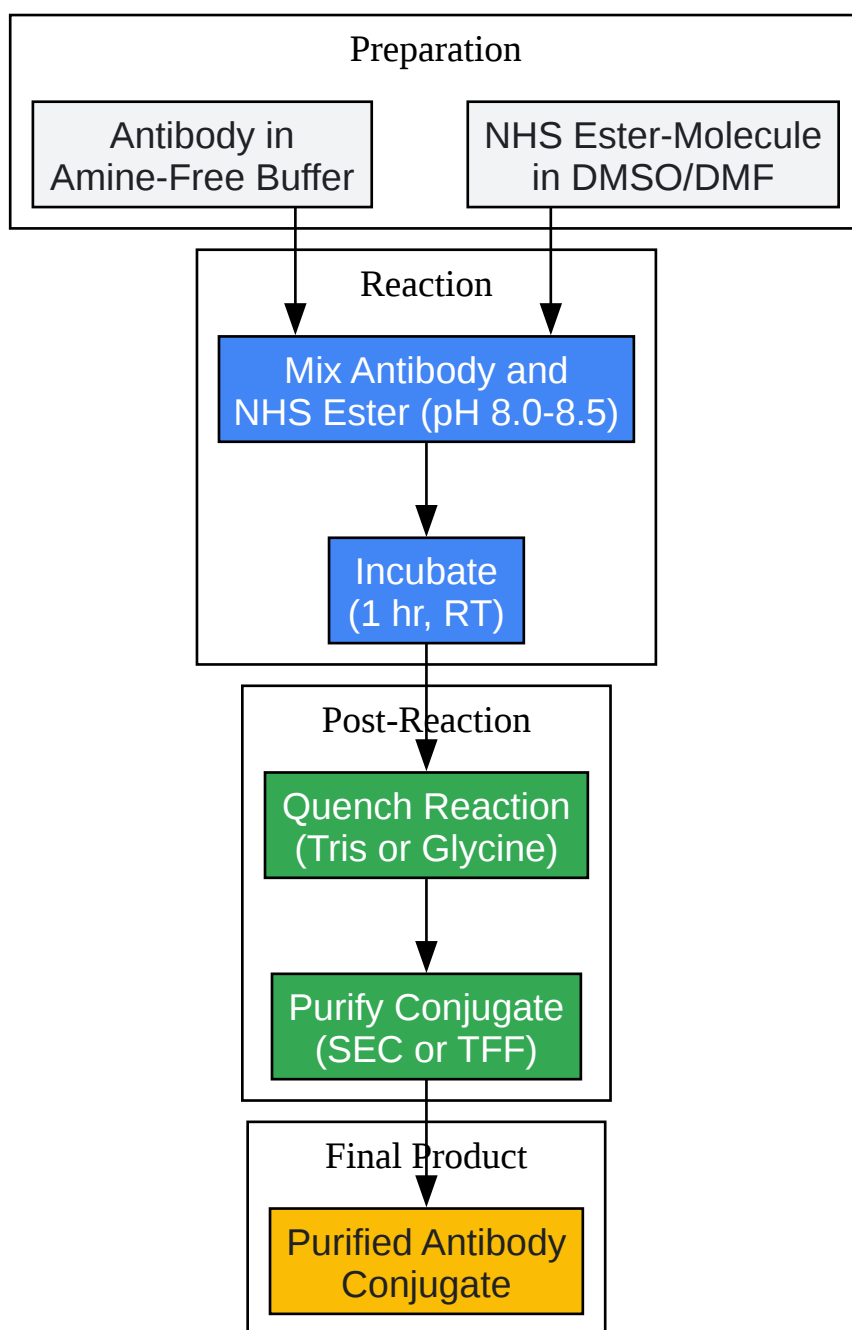 Preparation
Antibody in
Amine-Free Buffer
NHS Ester-Molecule
in DMSO/DMF
Reaction
Mix Antibody and
NHS Ester (pH 8.0-8.5)
Incubate
(1 hr, RT)
Post-Reaction
Quench Reaction
(Tris or Glycine)
Purify Conjugate
(SEC or TFF)
Final Product
Purified Antibody
Conjugate